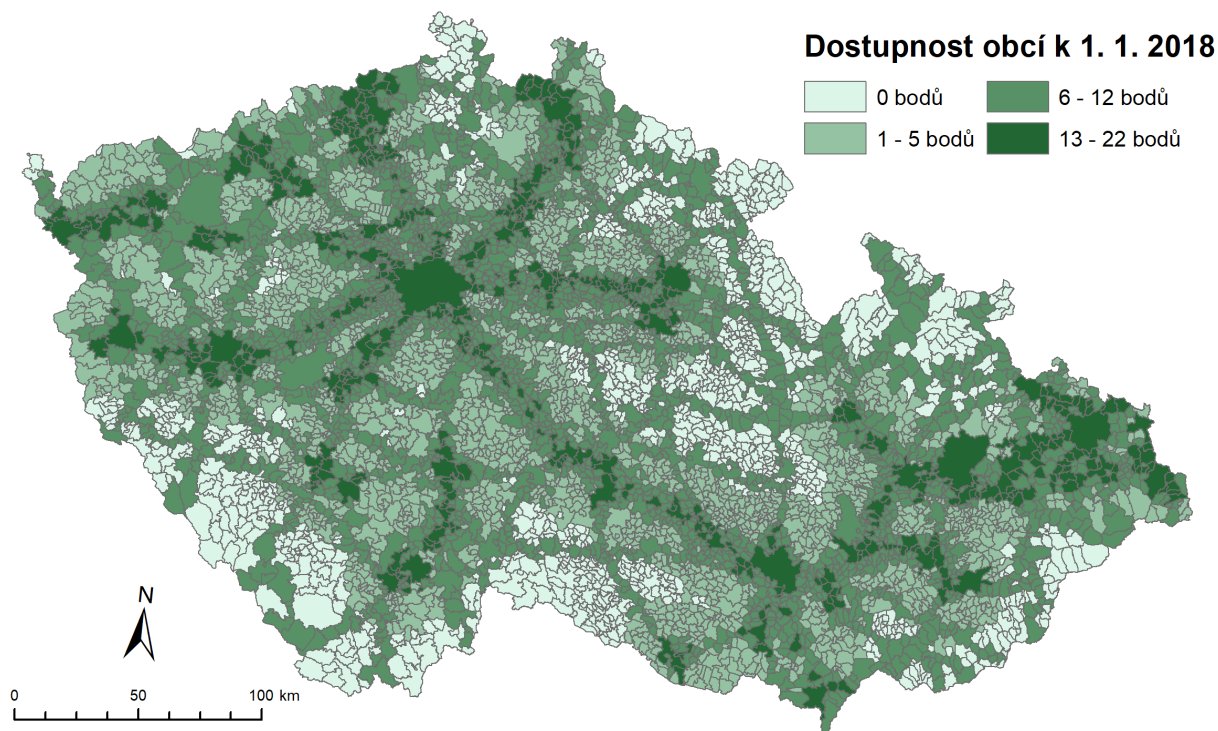 Dostupnost obcí k 1. 1. 2018
0 bodů
6 - 12 bodů
1 - 5 bodů
13 - 22 bodů
N
0 50 100 km